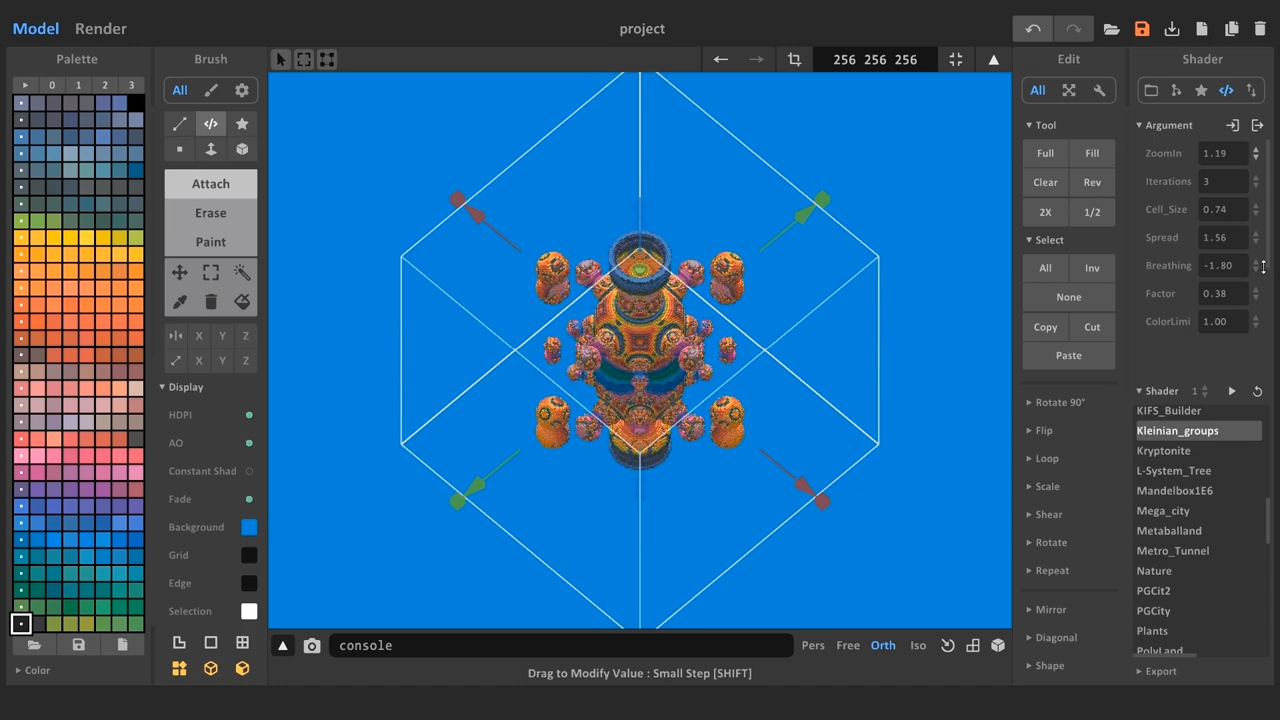 Model Render project
Palette Brush 256 256 256 Edit Shader
0 1 2 3
All
All
Tool
Argument
Full Fill
ZoomIn 1.19
Clear Rev
Iterations 3
Attach
2X 1/2
Cell_Size 0.74
Erase
Select
Spread 1.56
Paint
All Inv
Breathing -1.80
None
Factor 0.38
Copy Cut
ColorLimi 1.00
X Y Z
Paste
X Y Z
Display
Shader 1
HDPI
Rotate 90°
KIFS_Builder
AO
Flip
Kleinian_groups
Constant Shad
Loop
Kryptonite
Fade
Scale
L-System_Tree
Background
Shear
Mandelbox1E6
Grid
Rotate
Mega_city
Edge
Repeat
Metaballand
Selection
Mirror
Metro_Tunnel
Diagonal
Nature
Shape
PGCit2
PGCity
Plants
PolyLand
console Pers Free Orth Iso
Color
Drag to Modify Value : Small Step [SHIFT]
Export